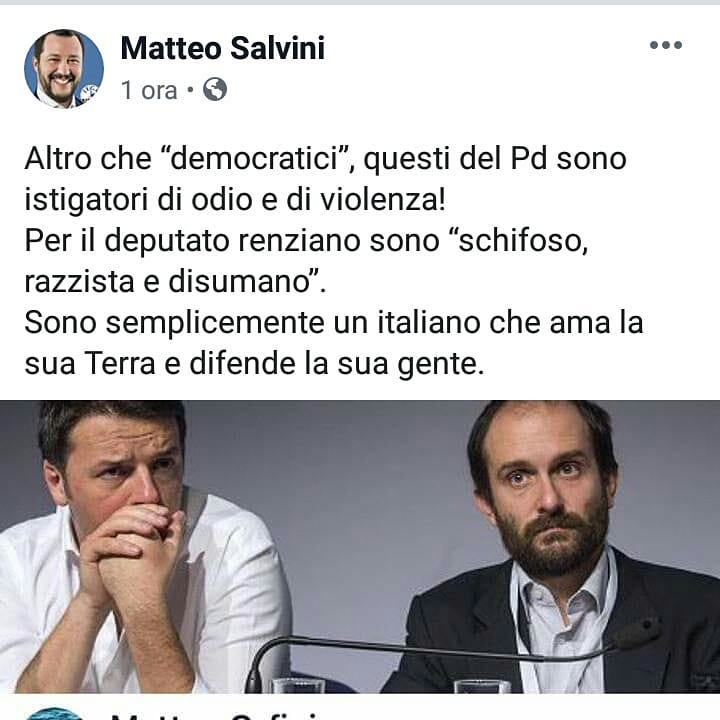 Matteo Salvini
1 ora •
Altro che “democratici”, questi del Pd sono
istigatori di odio e di violenza!
Per il deputato renziano sono “schifoso,
razzista e disumano”.
Sono semplicemente un italiano che ama la
sua Terra e difende la sua gente.